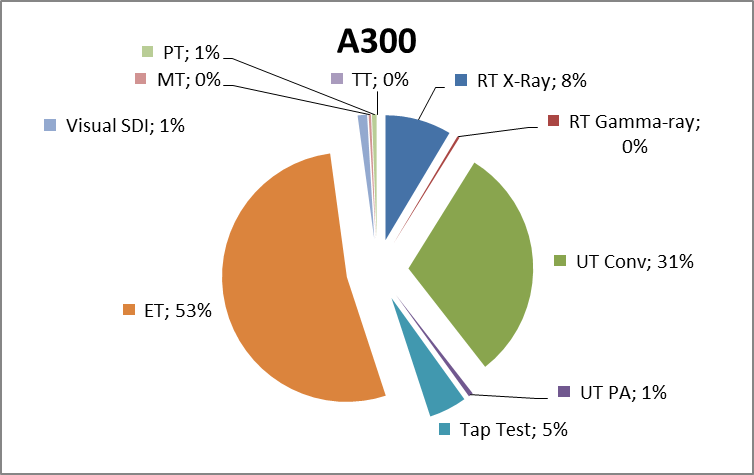 A300
PT; 1%
MT; 0%
TT; 0%
RT X-Ray; 8%
Visual SDI; 1%
RT Gamma-ray;
0%
UT Conv; 31%
ET; 53%
UT PA; 1%
Tap Test; 5%